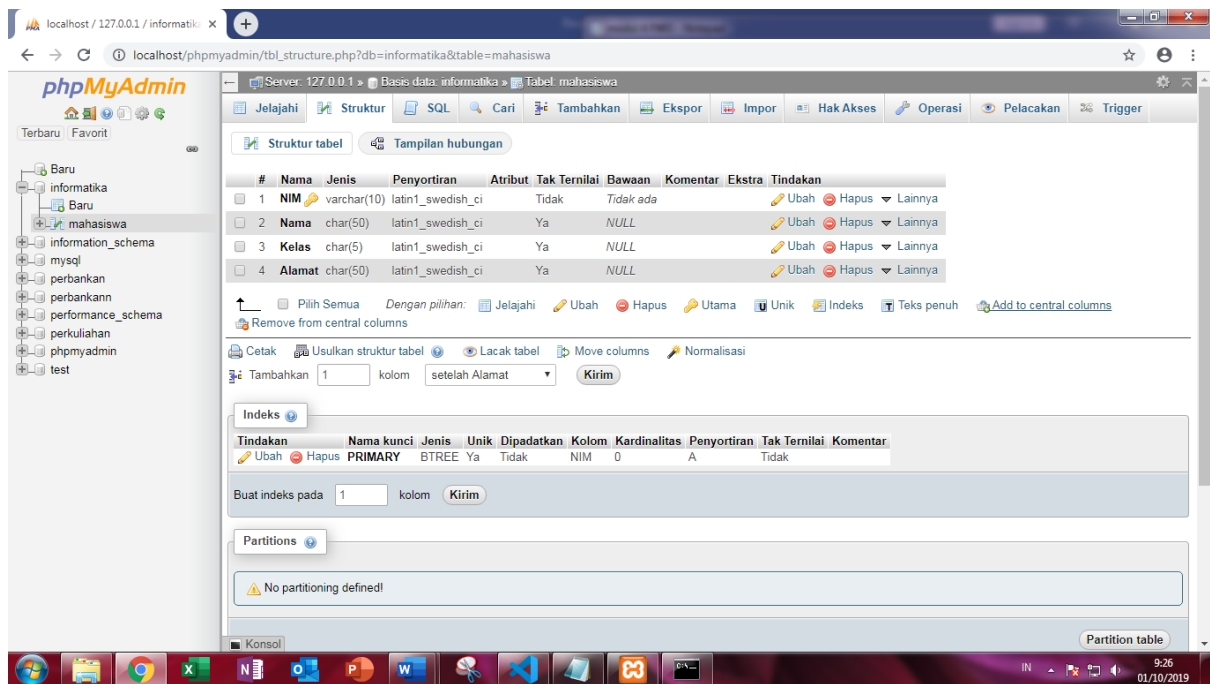 localhost / 127.0.0.1 / informatik
localhost/phpmyadmin/tbl_structure.php?db=informatika&table=mahasiswa
phpMyAdmin
Terbaru Favorit
Baru
informatika
Baru
mahasiswa
information_schema
mysql
perbankan
perbankann
performance_schema
perkuliahan
phpmyadmin
test
Server: 127.0.0.1 » Basis data: informatika » Tabel: mahasiswa
Jelajahi Struktur SQL Cari Tambahkan Ekspor Impor Hak Akses Operasi Pelacakan Trigger
Struktur tabel Tampilan hubungan
# Nama Jenis Penyortiran Atribut Tak Ternilai Bawaan Komentar Ekstra Tindakan
1 NIM varchar(10) latin1_swedish_ci Tidak Tidak ada Ubah Hapus Lainnya
2 Nama char(50) latin1_swedish_ci Ya NULL Ubah Hapus Lainnya
3 Kelas char(5) latin1_swedish_ci Ya NULL Ubah Hapus Lainnya
4 Alamat char(50) latin1_swedish_ci Ya NULL Ubah Hapus Lainnya
Pilih Semua Dengan pilihan: Jelajahi Ubah Hapus Utama Unik Indeks Teks penuh Add to central columns
Remove from central columns
Cetak Usulkan struktur tabel Lacak tabel Move columns Normalisasi
Tambahkan 1 kolom setelah Alamat Kirim
Indeks
Tindakan Nama kunci Jenis Unik Dipadatkan Kolom Kardinalitas Penyortiran Tak Ternilai Komentar
Ubah Hapus PRIMARY BTREE Ya Tidak NIM 0 A Tidak
Buat indeks pada 1 kolom Kirim
Partitions
No partitioning defined!
Partition table
Konsol
IN
9:26
01/10/2019